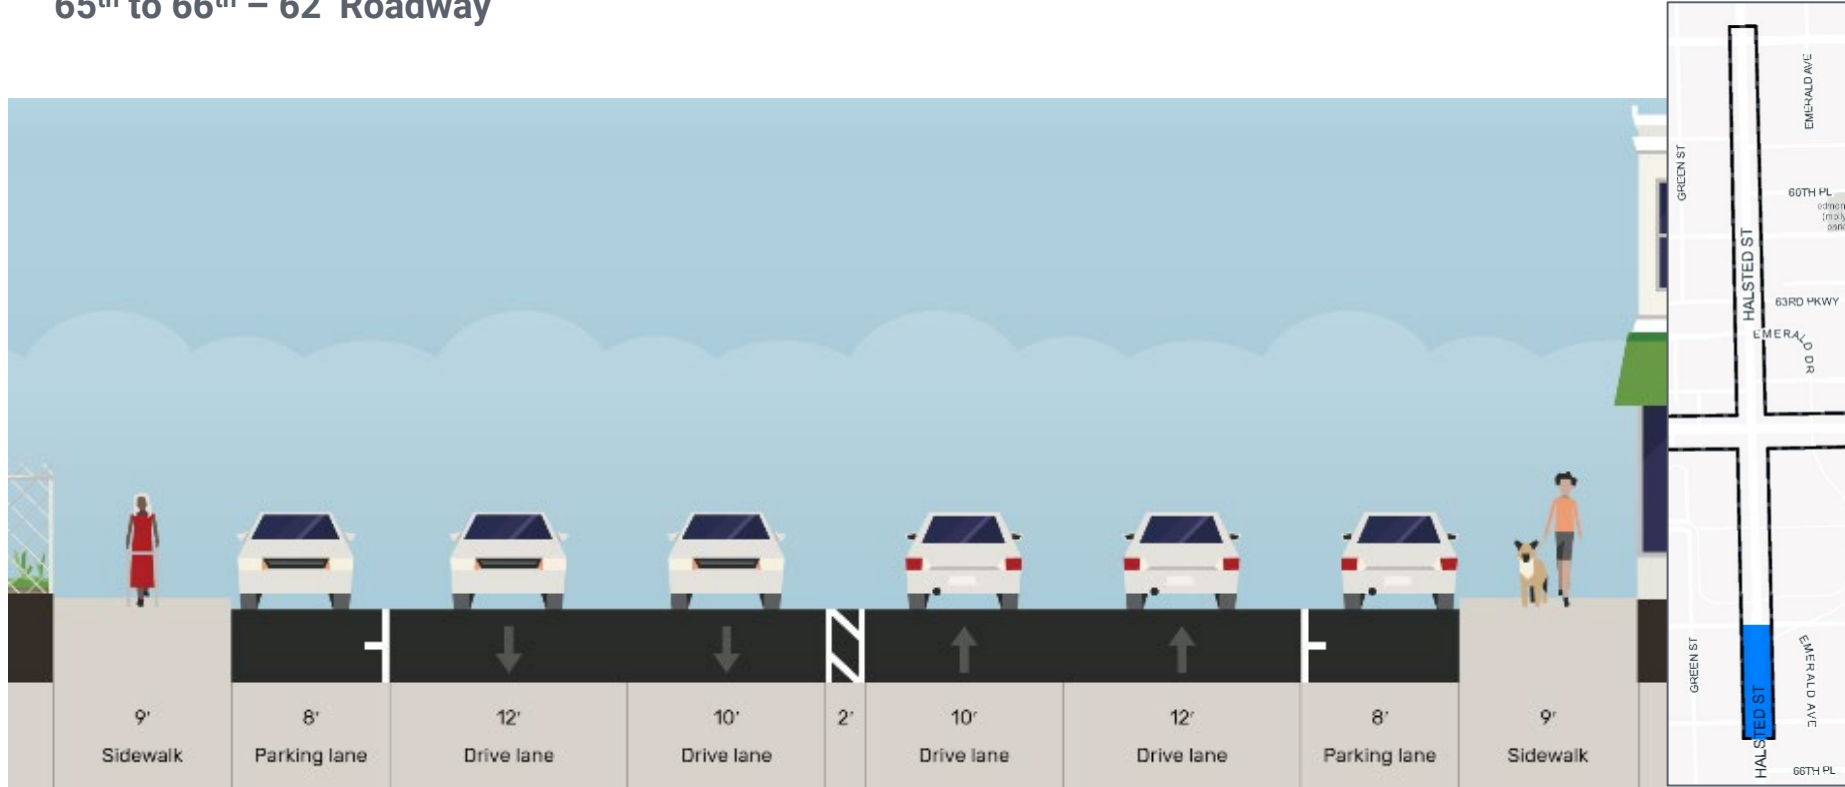 65th to 66th – 62' Roadway
9' 8' 12' 10' 2' 10' 12' 8' 9'
Sidewalk Parking lane Drive lane Drive lane Drive lane Drive lane Parking lane Sidewalk
EMERALD AVE
GREEN ST
60TH PL
HALSTED ST
63RD PKWY
EMERALD DR
GREEN ST
EMERALD AVE
HALSTED ST
66TH PL